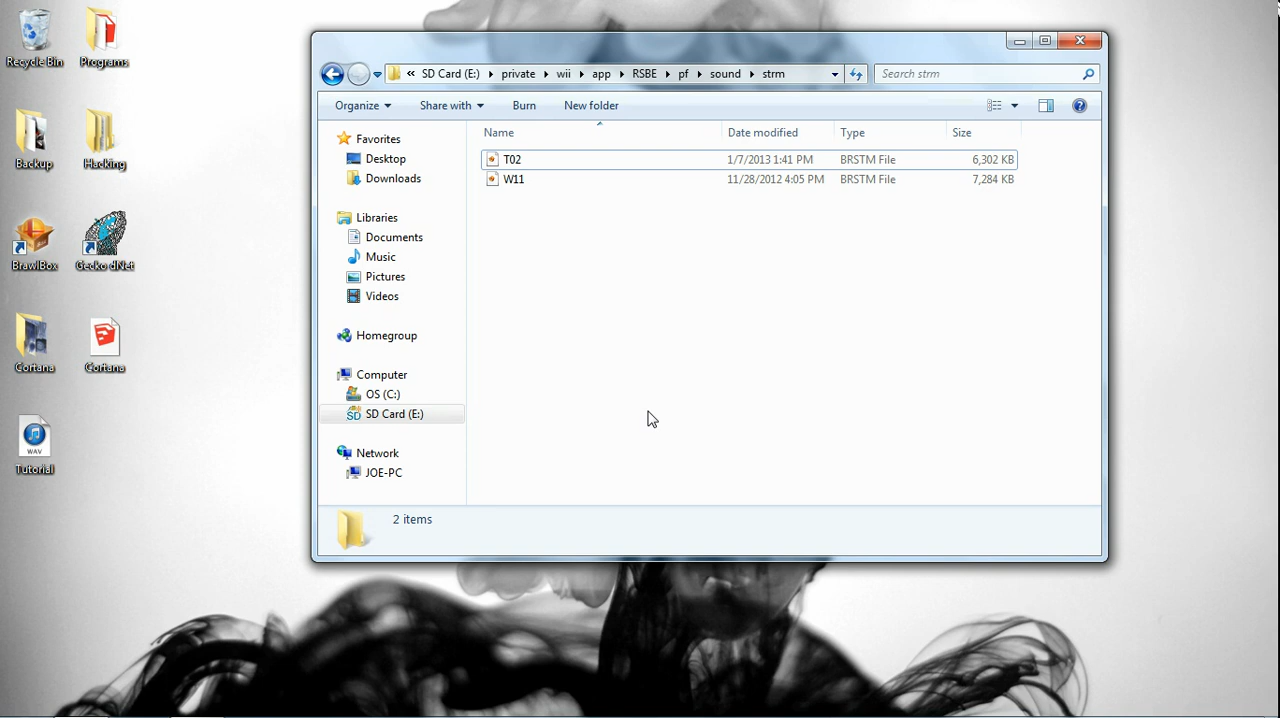 Recycle Bin
Programs
Backup
Hacking
BrawlBox
Gecko dNet
Cortana
Cortana
WAV
Tutorial
« SD Card (E:) ▸ private ▸ wii ▸ app ▸ RSBE ▸ pf ▸ sound ▸ strm
Search strm
Organize
Share with
Burn
New folder
Favorites
Desktop
Downloads
Libraries
Documents
Music
Pictures
Videos
Homegroup
Computer
OS (C:)
SD Card (E:)
Network
JOE-PC
Name Date modified Type Size
T02 1/7/2013 1:41 PM BRSTM File 6,302 KB
W11 11/28/2012 4:05 PM BRSTM File 7,284 KB
2 items